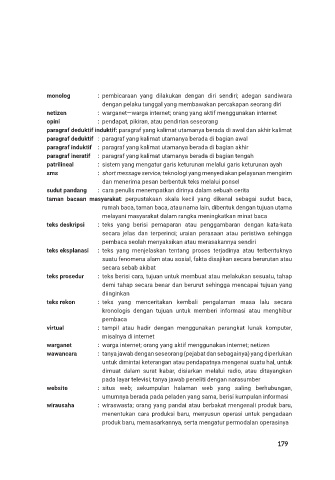 monolog : pembicaraan yang dilakukan dengan diri sendiri; adegan sandiwara
dengan pelaku tunggal yang membawakan percakapan seorang diri
netizen : warganet—warga internet; orang yang aktif menggunakan internet
opini : pendapat, pikiran, atau pendirian seseorang
paragraf deduktif induktif: paragraf yang kalimat utamanya berada di awal dan akhir kalimat
paragraf deduktif : paragraf yang kalimat utamanya berada di bagian awal
paragraf induktif : paragraf yang kalimat utamanya berada di bagian akhir
paragraf ineratif : paragraf yang kalimat utamanya berada di bagian tengah
patrilineal : sistem yang mengatur garis keturunan melalui garis keturunan ayah
sms : short message service; teknologi yang menyediakan pelayanan mengirim
dan menerima pesan berbentuk teks melalui ponsel
sudut pandang : cara penulis menempatkan dirinya dalam sebuah cerita
taman bacaan masyarakat: perpustakaan skala kecil yang dikenal sebagai sudut baca,
rumah baca, taman baca, atau nama lain, dibentuk dengan tujuan utama
melayani masyarakat dalam rangka meningkatkan minat baca
teks deskripsi : teks yang berisi pemaparan atau penggambaran dengan kata-kata
secara jelas dan terperinci; uraian perasaan atau peristiwa sehingga
pembaca seolah menyaksikan atau merasakannya sendiri
teks eksplanasi : teks yang menjelaskan tentang proses terjadinya atau terbentuknya
suatu fenomena alam atau sosial, fakta disajikan secara berurutan atau
secara sebab akibat
teks prosedur : teks berisi cara, tujuan untuk membuat atau melakukan sesuatu, tahap
demi tahap secara benar dan berurut sehingga mencapai tujuan yang
diinginkan
teks rekon : teks yang menceritakan kembali pengalaman masa lalu secara
kronologis dengan tujuan untuk memberi informasi atau menghibur
pembaca
virtual : tampil atau hadir dengan menggunakan perangkat lunak komputer,
misalnya di internet
warganet : warga internet; orang yang aktif menggunakan internet; netizen
wawancara : tanya jawab dengan seseorang (pejabat dan sebagainya) yang diperlukan
untuk dimintai keterangan atau pendapatnya mengenai suatu hal, untuk
dimuat dalam surat kabar, disiarkan melalui radio, atau ditayangkan
pada layar televisi; tanya jawab peneliti dengan narasumber
website : situs web, sekumpulan halaman web yang saling berhubungan,
umumnya berada pada peladen yang sama, berisi kumpulan informasi
wirausaha : wiraswasta; orang yang pandai atau berbakat mengenali produk baru,
menentukan cara produksi baru, menyusun operasi untuk pengadaan
produk baru, memasarkannya, serta mengatur permodalan operasinya
179